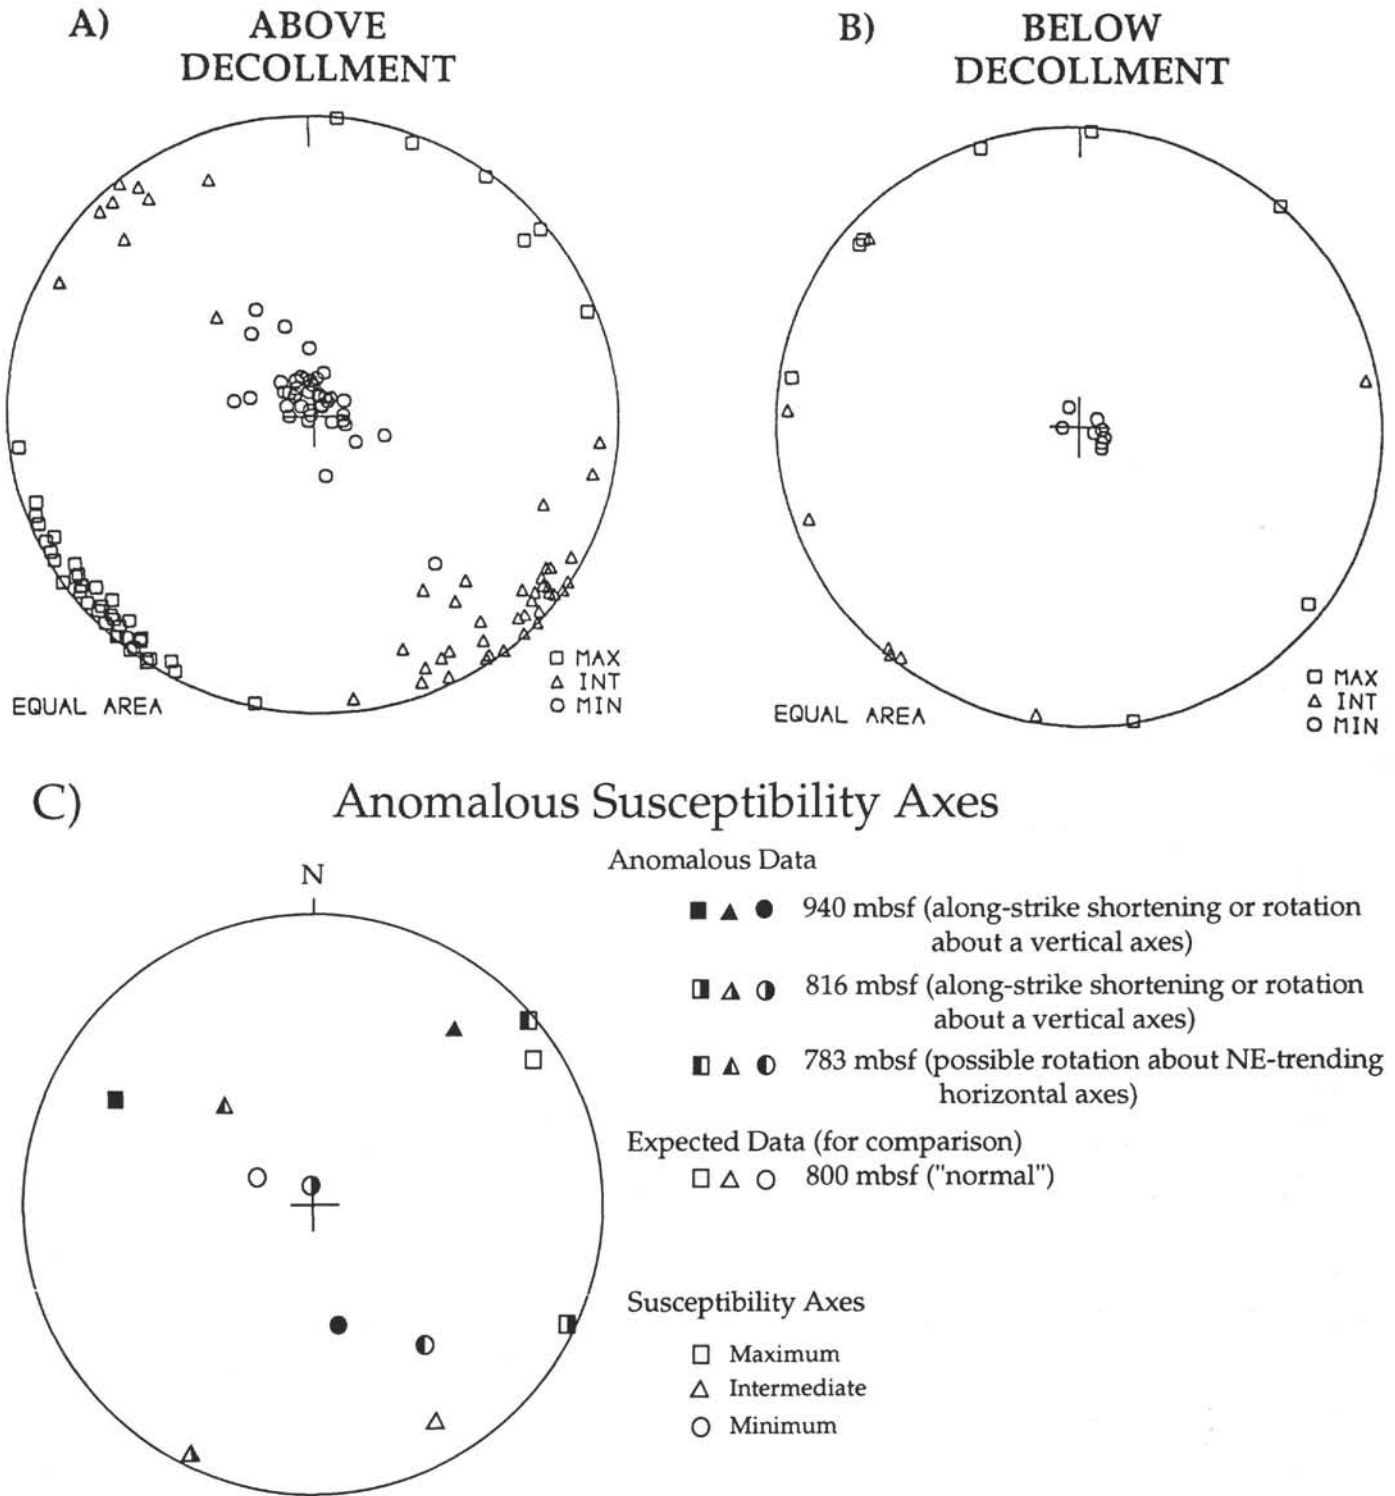 A) ABOVE
DECOLLMENT
B) BELOW
DECOLLMENT
MAX
INT
MIN
EQUAL AREA
MAX
INT
MIN
EQUAL AREA
C) Anomalous Susceptibility Axes
N
Anomalous Data
940 mbsf (along-strike shortening or rotation
about a vertical axes)
816 mbsf (along-strike shortening or rotation
about a vertical axes)
783 mbsf (possible rotation about NE-trending
horizontal axes)
Expected Data (for comparison)
800 mbsf ("normal")
Susceptibility Axes
Maximum
Intermediate
Minimum